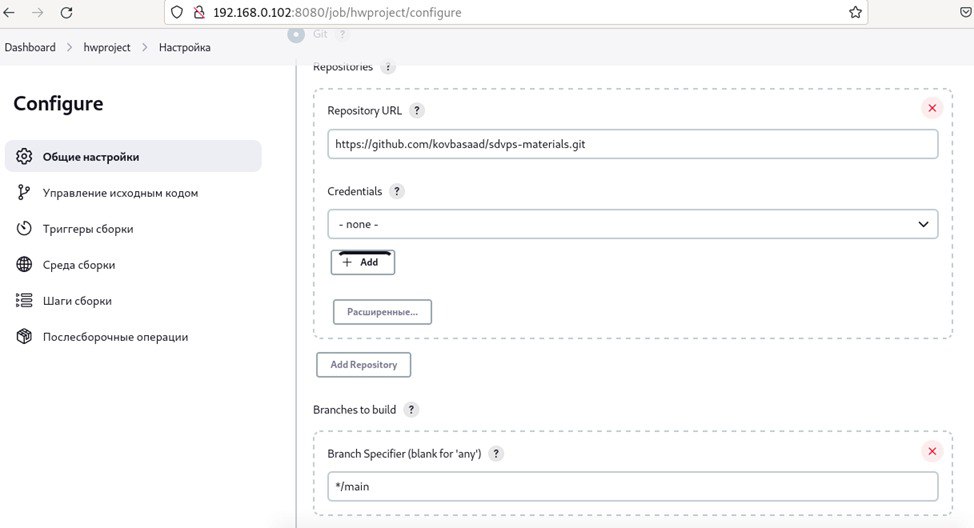 192.168.0.102:8080/job/hwproject/configure
Git ?
Dashboard > hwproject > Настройка
Repositories ?
Configure
Общие настройки
Управление исходным кодом
Триггеры сборки
Среда сборки
Шаги сборки
Послесборочные операции
Repository URL ?
https://github.com/kovbasaad/sdvps-materials.git
Credentials ?
- none -
+ Add
Расширенные...
Add Repository
Branches to build ?
Branch Specifier (blank for 'any') ?
*/main